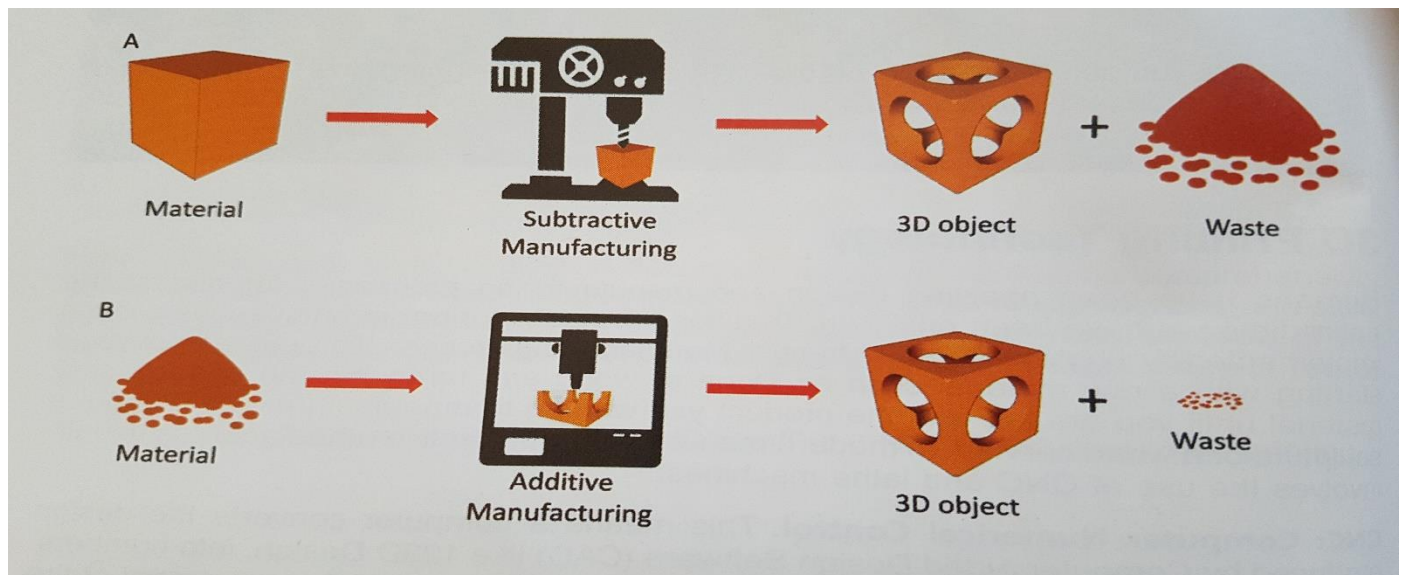 A
Material
Subtractive
Manufacturing
3D object
+
Waste
B
Material
Additive
Manufacturing
3D object
+
Waste